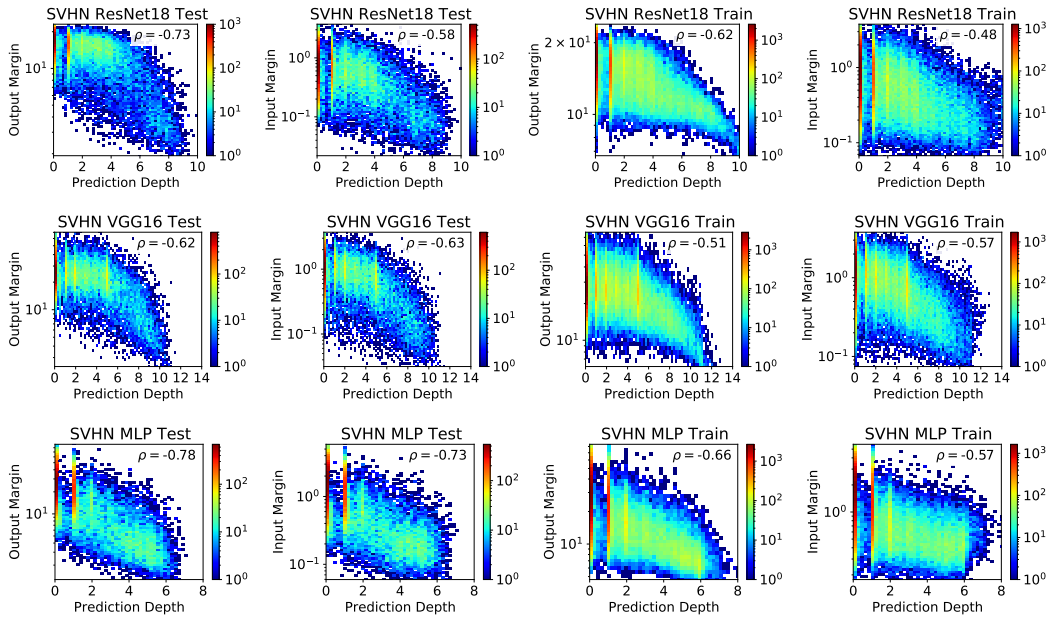 SVHN ResNet18 Test
SVHN ResNet18 Test
SVHN ResNet18 Train
SVHN ResNet18 Train
ρ = -0.73
ρ = -0.58
ρ = -0.62
ρ = -0.48
Output Margin
Input Margin
Output Margin
Input Margin
10¹
10⁰
10⁻¹
2 × 10¹
10¹
10⁰
10⁻¹
10³
10²
10¹
10⁰
10²
10¹
10⁰
10³
10²
10¹
10⁰
10³
10²
10¹
10⁰
0 2 4 6 8 10
0 2 4 6 8 10
0 2 4 6 8 10
0 2 4 6 8 10
Prediction Depth
Prediction Depth
Prediction Depth
Prediction Depth
SVHN VGG16 Test
SVHN VGG16 Test
SVHN VGG16 Train
SVHN VGG16 Train
ρ = -0.62
ρ = -0.63
ρ = -0.51
ρ = -0.57
Output Margin
Input Margin
Output Margin
Input Margin
10¹
10⁰
10⁻¹
10¹
10⁰
10⁻¹
10²
10¹
10⁰
10²
10¹
10⁰
10³
10²
10¹
10⁰
10³
10²
10¹
10⁰
0 2 4 6 8 10 12 14
0 2 4 6 8 10 12 14
0 2 4 6 8 10 12 14
0 2 4 6 8 10 12 14
Prediction Depth
Prediction Depth
Prediction Depth
Prediction Depth
SVHN MLP Test
SVHN MLP Test
SVHN MLP Train
SVHN MLP Train
ρ = -0.78
ρ = -0.73
ρ = -0.66
ρ = -0.57
Output Margin
Input Margin
Output Margin
Input Margin
10¹
10⁰
10⁻¹
10¹
10⁰
10²
10¹
10⁰
10²
10¹
10⁰
10³
10²
10¹
10⁰
10³
10²
10¹
10⁰
0 2 4 6 8
0 2 4 6 8
0 2 4 6 8
0 2 4 6 8
Prediction Depth
Prediction Depth
Prediction Depth
Prediction Depth